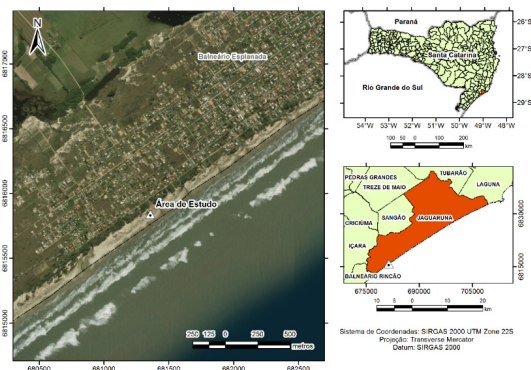 N
Balneário Esplanada
Área de Estudo
6817000
6816500
6816000
6815500
6815000
250 125 0 250 500
metros
680500 681000 681500 682000 682500
Paraná
Santa Catarina
Rio Grande do Sul
26°S
27°S
28°S
29°S
54°W 53°W 52°W 51°W 50°W 49°W 48°W
100 50 0 100 200
km
PEDRAS GRANDES
TUBARÃO
TREZE DE MAIO
LAGUNA
SANGÃO
JAGUARUNA
CRICIÚMA
IÇARA
BALNEÁRIO RINCÃO
6830000
6815000
675000 690000 705000
10 5 0 10 20
km
Sistema de Coordenadas: SIRGAS 2000 UTM Zone 22S
Projeção: Transverse Mercator
Datum: SIRGAS 2000